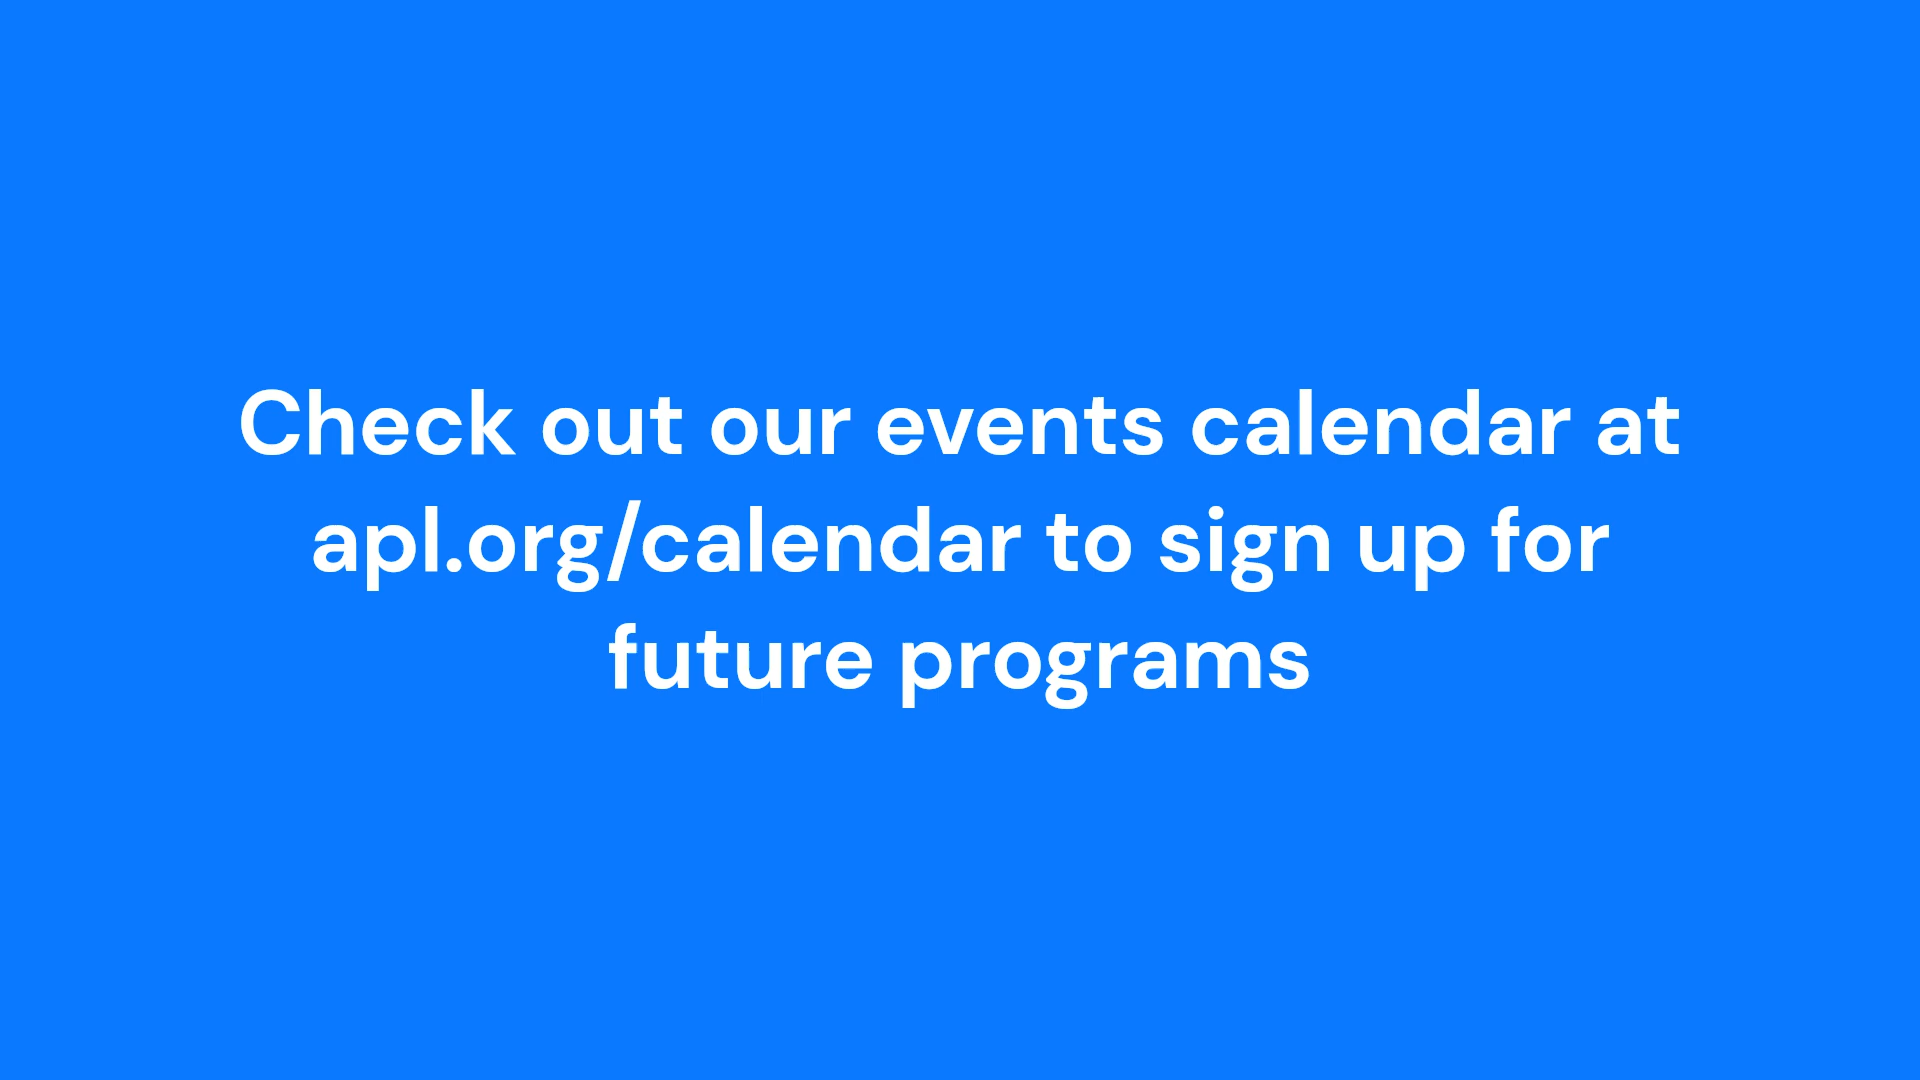 Check out our events calendar at
apl.org/calendar to sign up for
future programs